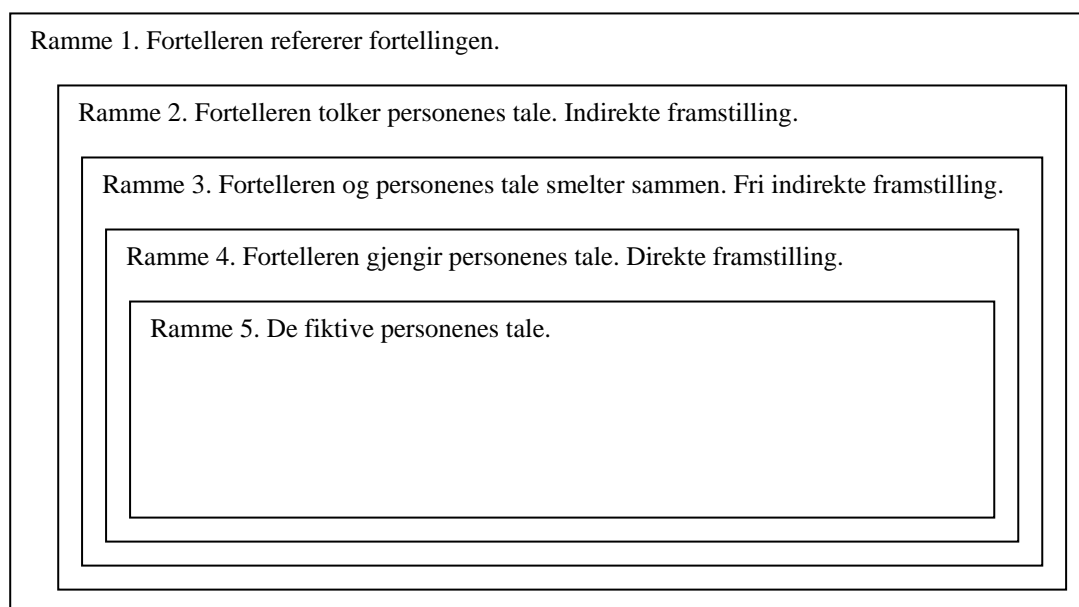 Ramme 1. Fortelleren refererer fortellingen.
Ramme 2. Fortelleren tolker personenes tale. Indirekte framstilling.
Ramme 3. Fortelleren og personenes tale smelter sammen. Fri indirekte framstilling.
Ramme 4. Fortelleren gjengir personenes tale. Direkte framstilling.
Ramme 5. De fiktive personenes tale.